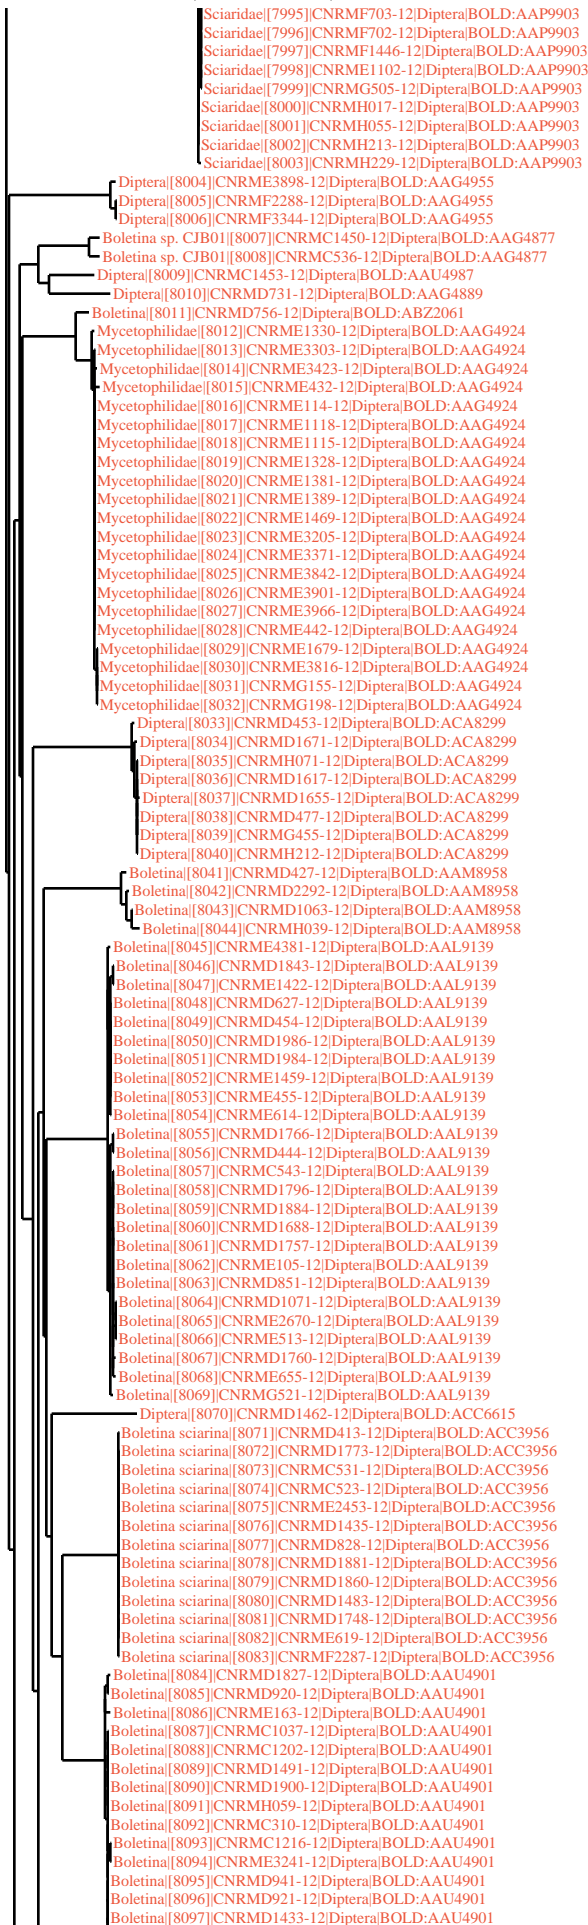 Sciaridae|[7995]|CNRMF703-12|Diptera|BOLD:AAP9903
Sciaridae|[7996]|CNRMF702-12|Diptera|BOLD:AAP9903
Sciaridae|[7997]|CNRMF1446-12|Diptera|BOLD:AAP9903
Sciaridae|[7998]|CNRME1102-12|Diptera|BOLD:AAP9903
Sciaridae|[7999]|CNRMG505-12|Diptera|BOLD:AAP9903
Sciaridae|[8000]|CNRMH017-12|Diptera|BOLD:AAP9903
Sciaridae|[8001]|CNRMH055-12|Diptera|BOLD:AAP9903
Sciaridae|[8002]|CNRMH213-12|Diptera|BOLD:AAP9903
Sciaridae|[8003]|CNRMH229-12|Diptera|BOLD:AAP9903
Diptera|[8004]|CNRME3898-12|Diptera|BOLD:AAG4955
Diptera|[8005]|CNRMF2288-12|Diptera|BOLD:AAG4955
Diptera|[8006]|CNRMF3344-12|Diptera|BOLD:AAG4955
Boletina sp. CJB01|[8007]|CNRMC1450-12|Diptera|BOLD:AAG4877
Boletina sp. CJB01|[8008]|CNRMC536-12|Diptera|BOLD:AAG4877
Diptera|[8009]|CNRMC1453-12|Diptera|BOLD:AAU4987
Diptera|[8010]|CNRMD731-12|Diptera|BOLD:AAG4889
Boletina|[8011]|CNRMD756-12|Diptera|BOLD:ABZ2061
Mycetophilidae|[8012]|CNRME1330-12|Diptera|BOLD:AAG4924
Mycetophilidae|[8013]|CNRME3303-12|Diptera|BOLD:AAG4924
Mycetophilidae|[8014]|CNRME3423-12|Diptera|BOLD:AAG4924
Mycetophilidae|[8015]|CNRME432-12|Diptera|BOLD:AAG4924
Mycetophilidae|[8016]|CNRME114-12|Diptera|BOLD:AAG4924
Mycetophilidae|[8017]|CNRME1118-12|Diptera|BOLD:AAG4924
Mycetophilidae|[8018]|CNRME1115-12|Diptera|BOLD:AAG4924
Mycetophilidae|[8019]|CNRME1328-12|Diptera|BOLD:AAG4924
Mycetophilidae|[8020]|CNRME1381-12|Diptera|BOLD:AAG4924
Mycetophilidae|[8021]|CNRME1389-12|Diptera|BOLD:AAG4924
Mycetophilidae|[8022]|CNRME1469-12|Diptera|BOLD:AAG4924
Mycetophilidae|[8023]|CNRME3205-12|Diptera|BOLD:AAG4924
Mycetophilidae|[8024]|CNRME3371-12|Diptera|BOLD:AAG4924
Mycetophilidae|[8025]|CNRME3842-12|Diptera|BOLD:AAG4924
Mycetophilidae|[8026]|CNRME3901-12|Diptera|BOLD:AAG4924
Mycetophilidae|[8027]|CNRME3966-12|Diptera|BOLD:AAG4924
Mycetophilidae|[8028]|CNRME442-12|Diptera|BOLD:AAG4924
Mycetophilidae|[8029]|CNRME1679-12|Diptera|BOLD:AAG4924
Mycetophilidae|[8030]|CNRME3816-12|Diptera|BOLD:AAG4924
Mycetophilidae|[8031]|CNRMG155-12|Diptera|BOLD:AAG4924
Mycetophilidae|[8032]|CNRMG198-12|Diptera|BOLD:AAG4924
Diptera|[8033]|CNRMD453-12|Diptera|BOLD:ACA8299
Diptera|[8034]|CNRMD1671-12|Diptera|BOLD:ACA8299
Diptera|[8035]|CNRMH071-12|Diptera|BOLD:ACA8299
Diptera|[8036]|CNRMD1617-12|Diptera|BOLD:ACA8299
Diptera|[8037]|CNRMD1655-12|Diptera|BOLD:ACA8299
Diptera|[8038]|CNRMD477-12|Diptera|BOLD:ACA8299
Diptera|[8039]|CNRMG455-12|Diptera|BOLD:ACA8299
Diptera|[8040]|CNRMH212-12|Diptera|BOLD:ACA8299
Boletina|[8041]|CNRMD427-12|Diptera|BOLD:AAM8958
Boletina|[8042]|CNRMD2292-12|Diptera|BOLD:AAM8958
Boletina|[8043]|CNRMD1063-12|Diptera|BOLD:AAM8958
Boletina|[8044]|CNRMH039-12|Diptera|BOLD:AAM8958
Boletina|[8045]|CNRME4381-12|Diptera|BOLD:AAL9139
Boletina|[8046]|CNRMD1843-12|Diptera|BOLD:AAL9139
Boletina|[8047]|CNRME1422-12|Diptera|BOLD:AAL9139
Boletina|[8048]|CNRMD627-12|Diptera|BOLD:AAL9139
Boletina|[8049]|CNRMD454-12|Diptera|BOLD:AAL9139
Boletina|[8050]|CNRMD1986-12|Diptera|BOLD:AAL9139
Boletina|[8051]|CNRMD1984-12|Diptera|BOLD:AAL9139
Boletina|[8052]|CNRME1459-12|Diptera|BOLD:AAL9139
Boletina|[8053]|CNRME455-12|Diptera|BOLD:AAL9139
Boletina|[8054]|CNRME614-12|Diptera|BOLD:AAL9139
Boletina|[8055]|CNRMD1766-12|Diptera|BOLD:AAL9139
Boletina|[8056]|CNRMD444-12|Diptera|BOLD:AAL9139
Boletina|[8057]|CNRMC543-12|Diptera|BOLD:AAL9139
Boletina|[8058]|CNRMD1796-12|Diptera|BOLD:AAL9139
Boletina|[8059]|CNRMD1884-12|Diptera|BOLD:AAL9139
Boletina|[8060]|CNRMD1688-12|Diptera|BOLD:AAL9139
Boletina|[8061]|CNRMD1757-12|Diptera|BOLD:AAL9139
Boletina|[8062]|CNRME105-12|Diptera|BOLD:AAL9139
Boletina|[8063]|CNRMD851-12|Diptera|BOLD:AAL9139
Boletina|[8064]|CNRMD1071-12|Diptera|BOLD:AAL9139
Boletina|[8065]|CNRME2670-12|Diptera|BOLD:AAL9139
Boletina|[8066]|CNRME513-12|Diptera|BOLD:AAL9139
Boletina|[8067]|CNRMD1760-12|Diptera|BOLD:AAL9139
Boletina|[8068]|CNRME655-12|Diptera|BOLD:AAL9139
Boletina|[8069]|CNRMG521-12|Diptera|BOLD:AAL9139
Diptera|[8070]|CNRMD1462-12|Diptera|BOLD:ACC6615
Boletina sciarina|[8071]|CNRMD413-12|Diptera|BOLD:ACC3956
Boletina sciarina|[8072]|CNRMD1773-12|Diptera|BOLD:ACC3956
Boletina sciarina|[8073]|CNRMC531-12|Diptera|BOLD:ACC3956
Boletina sciarina|[8074]|CNRMC523-12|Diptera|BOLD:ACC3956
Boletina sciarina|[8075]|CNRME2453-12|Diptera|BOLD:ACC3956
Boletina sciarina|[8076]|CNRMD1435-12|Diptera|BOLD:ACC3956
Boletina sciarina|[8077]|CNRMD828-12|Diptera|BOLD:ACC3956
Boletina sciarina|[8078]|CNRMD1881-12|Diptera|BOLD:ACC3956
Boletina sciarina|[8079]|CNRMD1860-12|Diptera|BOLD:ACC3956
Boletina sciarina|[8080]|CNRMD1483-12|Diptera|BOLD:ACC3956
Boletina sciarina|[8081]|CNRMD1748-12|Diptera|BOLD:ACC3956
Boletina sciarina|[8082]|CNRME619-12|Diptera|BOLD:ACC3956
Boletina sciarina|[8083]|CNRMF2287-12|Diptera|BOLD:ACC3956
Boletina|[8084]|CNRMD1827-12|Diptera|BOLD:AAU4901
Boletina|[8085]|CNRMD920-12|Diptera|BOLD:AAU4901
Boletina|[8086]|CNRME163-12|Diptera|BOLD:AAU4901
Boletina|[8087]|CNRMC1037-12|Diptera|BOLD:AAU4901
Boletina|[8088]|CNRMC1202-12|Diptera|BOLD:AAU4901
Boletina|[8089]|CNRMD1491-12|Diptera|BOLD:AAU4901
Boletina|[8090]|CNRMD1900-12|Diptera|BOLD:AAU4901
Boletina|[8091]|CNRMH059-12|Diptera|BOLD:AAU4901
Boletina|[8092]|CNRMC310-12|Diptera|BOLD:AAU4901
Boletina|[8093]|CNRMC1216-12|Diptera|BOLD:AAU4901
Boletina|[8094]|CNRME3241-12|Diptera|BOLD:AAU4901
Boletina|[8095]|CNRMD941-12|Diptera|BOLD:AAU4901
Boletina|[8096]|CNRMD921-12|Diptera|BOLD:AAU4901
Boletina|[8097]|CNRMD1433-12|Diptera|BOLD:AAU4901